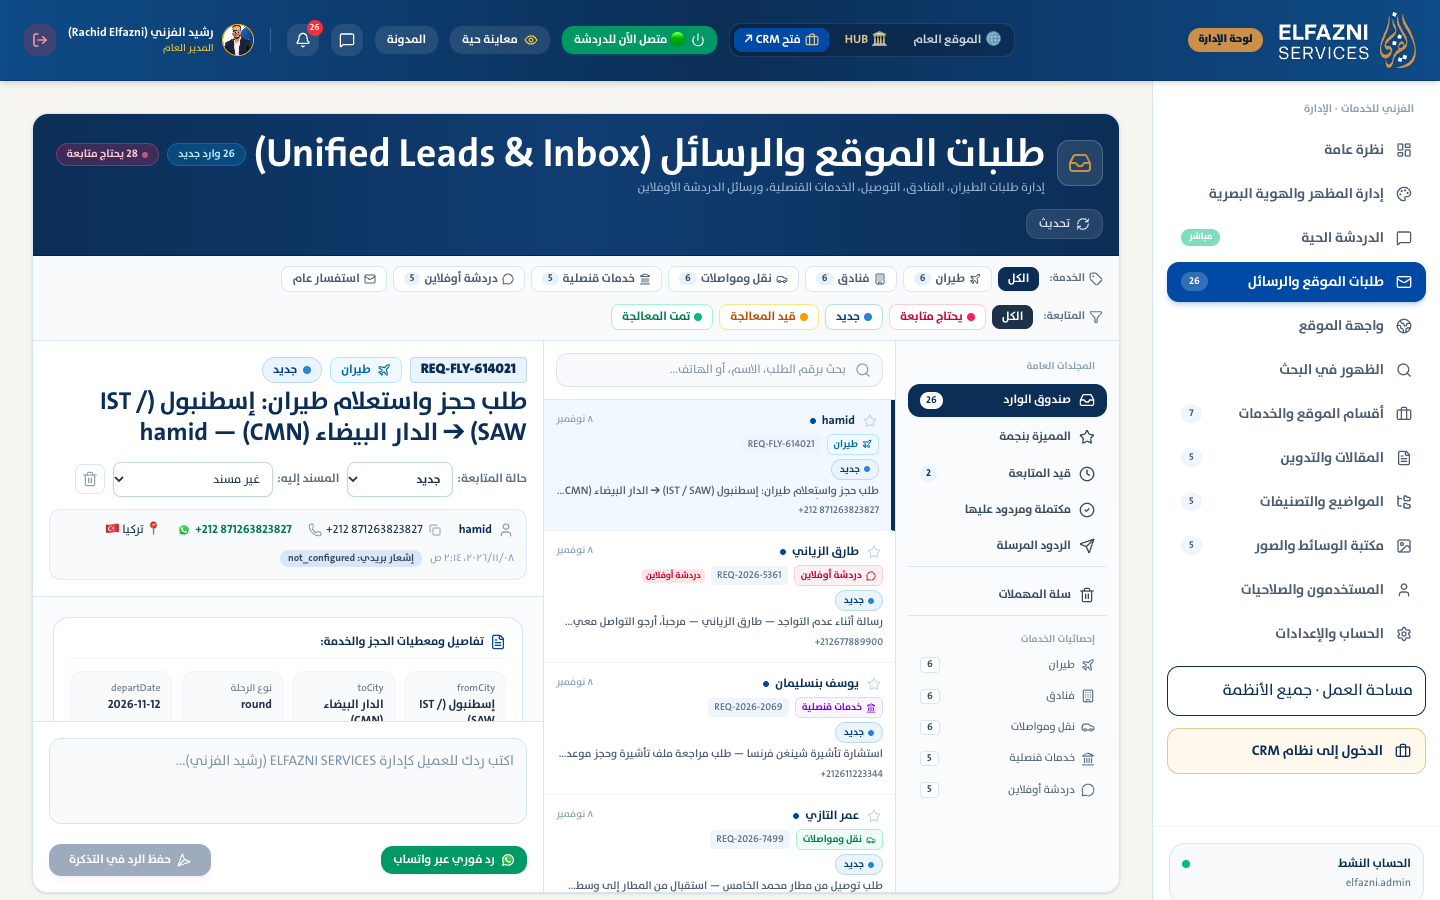 ELFAZNI
SERVICES
لوحة الإدارة
الموقع العام
HUB
فتح CRM ↗
متصل الآن للدردشة
معاينة حية
المدونة
26
رشيد الفزني (Rachid Elfazni)
المدير العام
الفزني للخدمات · الإدارة
نظرة عامة
إدارة المظهر والهوية البصرية
الدردشة الحية
مباشر
طلبات الموقع والرسائل
26
واجهة الموقع
الظهور في البحث
أقسام الموقع والخدمات
7
المقالات والتدوين
5
المواضيع والتصنيفات
5
مكتبة الوسائط والصور
5
المستخدمون والصلاحيات
الحساب والإعدادات
مساحة العمل · جميع الأنظمة
الدخول إلى نظام CRM
الحساب النشط
elfazni.admin
طلبات الموقع والرسائل (Unified Leads & Inbox)
26 وارد جديد
28 يحتاج متابعة
إدارة طلبات الطيران، الفنادق، التوصيل، الخدمات القنصلية، ورسائل الدردشة الأوفلاين
تحديث
الخدمة:
الكل
طيران 6
فنادق 6
نقل ومواصلات 6
خدمات قنصلية 5
دردشة أوفلاين 5
استفسار عام
المتابعة:
الكل
يحتاج متابعة
جديد
قيد المعالجة
تمت المعالجة
المجلدات العامة
صندوق الوارد
26
المميزة بنجمة
قيد المتابعة
2
مكتملة ومردود عليها
الردود المرسلة
سلة المهملات
إحصائيات الخدمات
طيران
6
فنادق
6
نقل ومواصلات
6
خدمات قنصلية
5
دردشة أوفلاين
5
بحث برقم الطلب، الاسم، أو الهاتف...
hamid
٨ نوفمبر
طيران
REQ-FLY-614021
جديد
طلب حجز واستعلام طيران: إسطنبول (IST / SAW) ➔ الدار البيضاء (CMN...
+212 871263823827
طارق الزياني
٨ نوفمبر
دردشة أوفلاين
REQ-2026-5361
دردشة أوفلاين
جديد
رسالة أثناء عدم التواجد — طارق الزياني — مرحباً، أرجو التواصل معي...
+212677889900
يوسف بنسليمان
٨ نوفمبر
خدمات قنصلية
REQ-2026-2069
جديد
استشارة تأشيرة شينغن فرنسا — طلب مراجعة ملف تأشيرة وحجز موعد...
+212611223344
عمر التازي
٨ نوفمبر
نقل ومواصلات
REQ-2026-7499
جديد
طلب توصيل من مطار محمد الخامس — استقبال من المطار إلى وسط...
REQ-FLY-614021
طيران
جديد
طلب حجز واستعلام طيران: إسطنبول (IST /
SAW) ➔ الدار البيضاء (CMN) — hamid
حالة المتابعة:
جديد
المسند إليه:
غير مسند
hamid
+212 871263823827
+212 871263823827
تركيا
٢٠٢٦/١١/٠٨، ٢:١٤ ص
إشعار بريدي: not_configured
تفاصيل ومعطيات الحجز والخدمة:
fromCity
إسطنبول (IST /
SAW)
toCity
الدار البيضاء
(CMN)
نوع الرحلة
round
departDate
2026-11-12
اكتب ردك للعميل كإدارة ELFAZNI SERVICES (رشيد الفزني)...
رد فوري عبر واتساب
حفظ الرد في التذكرة